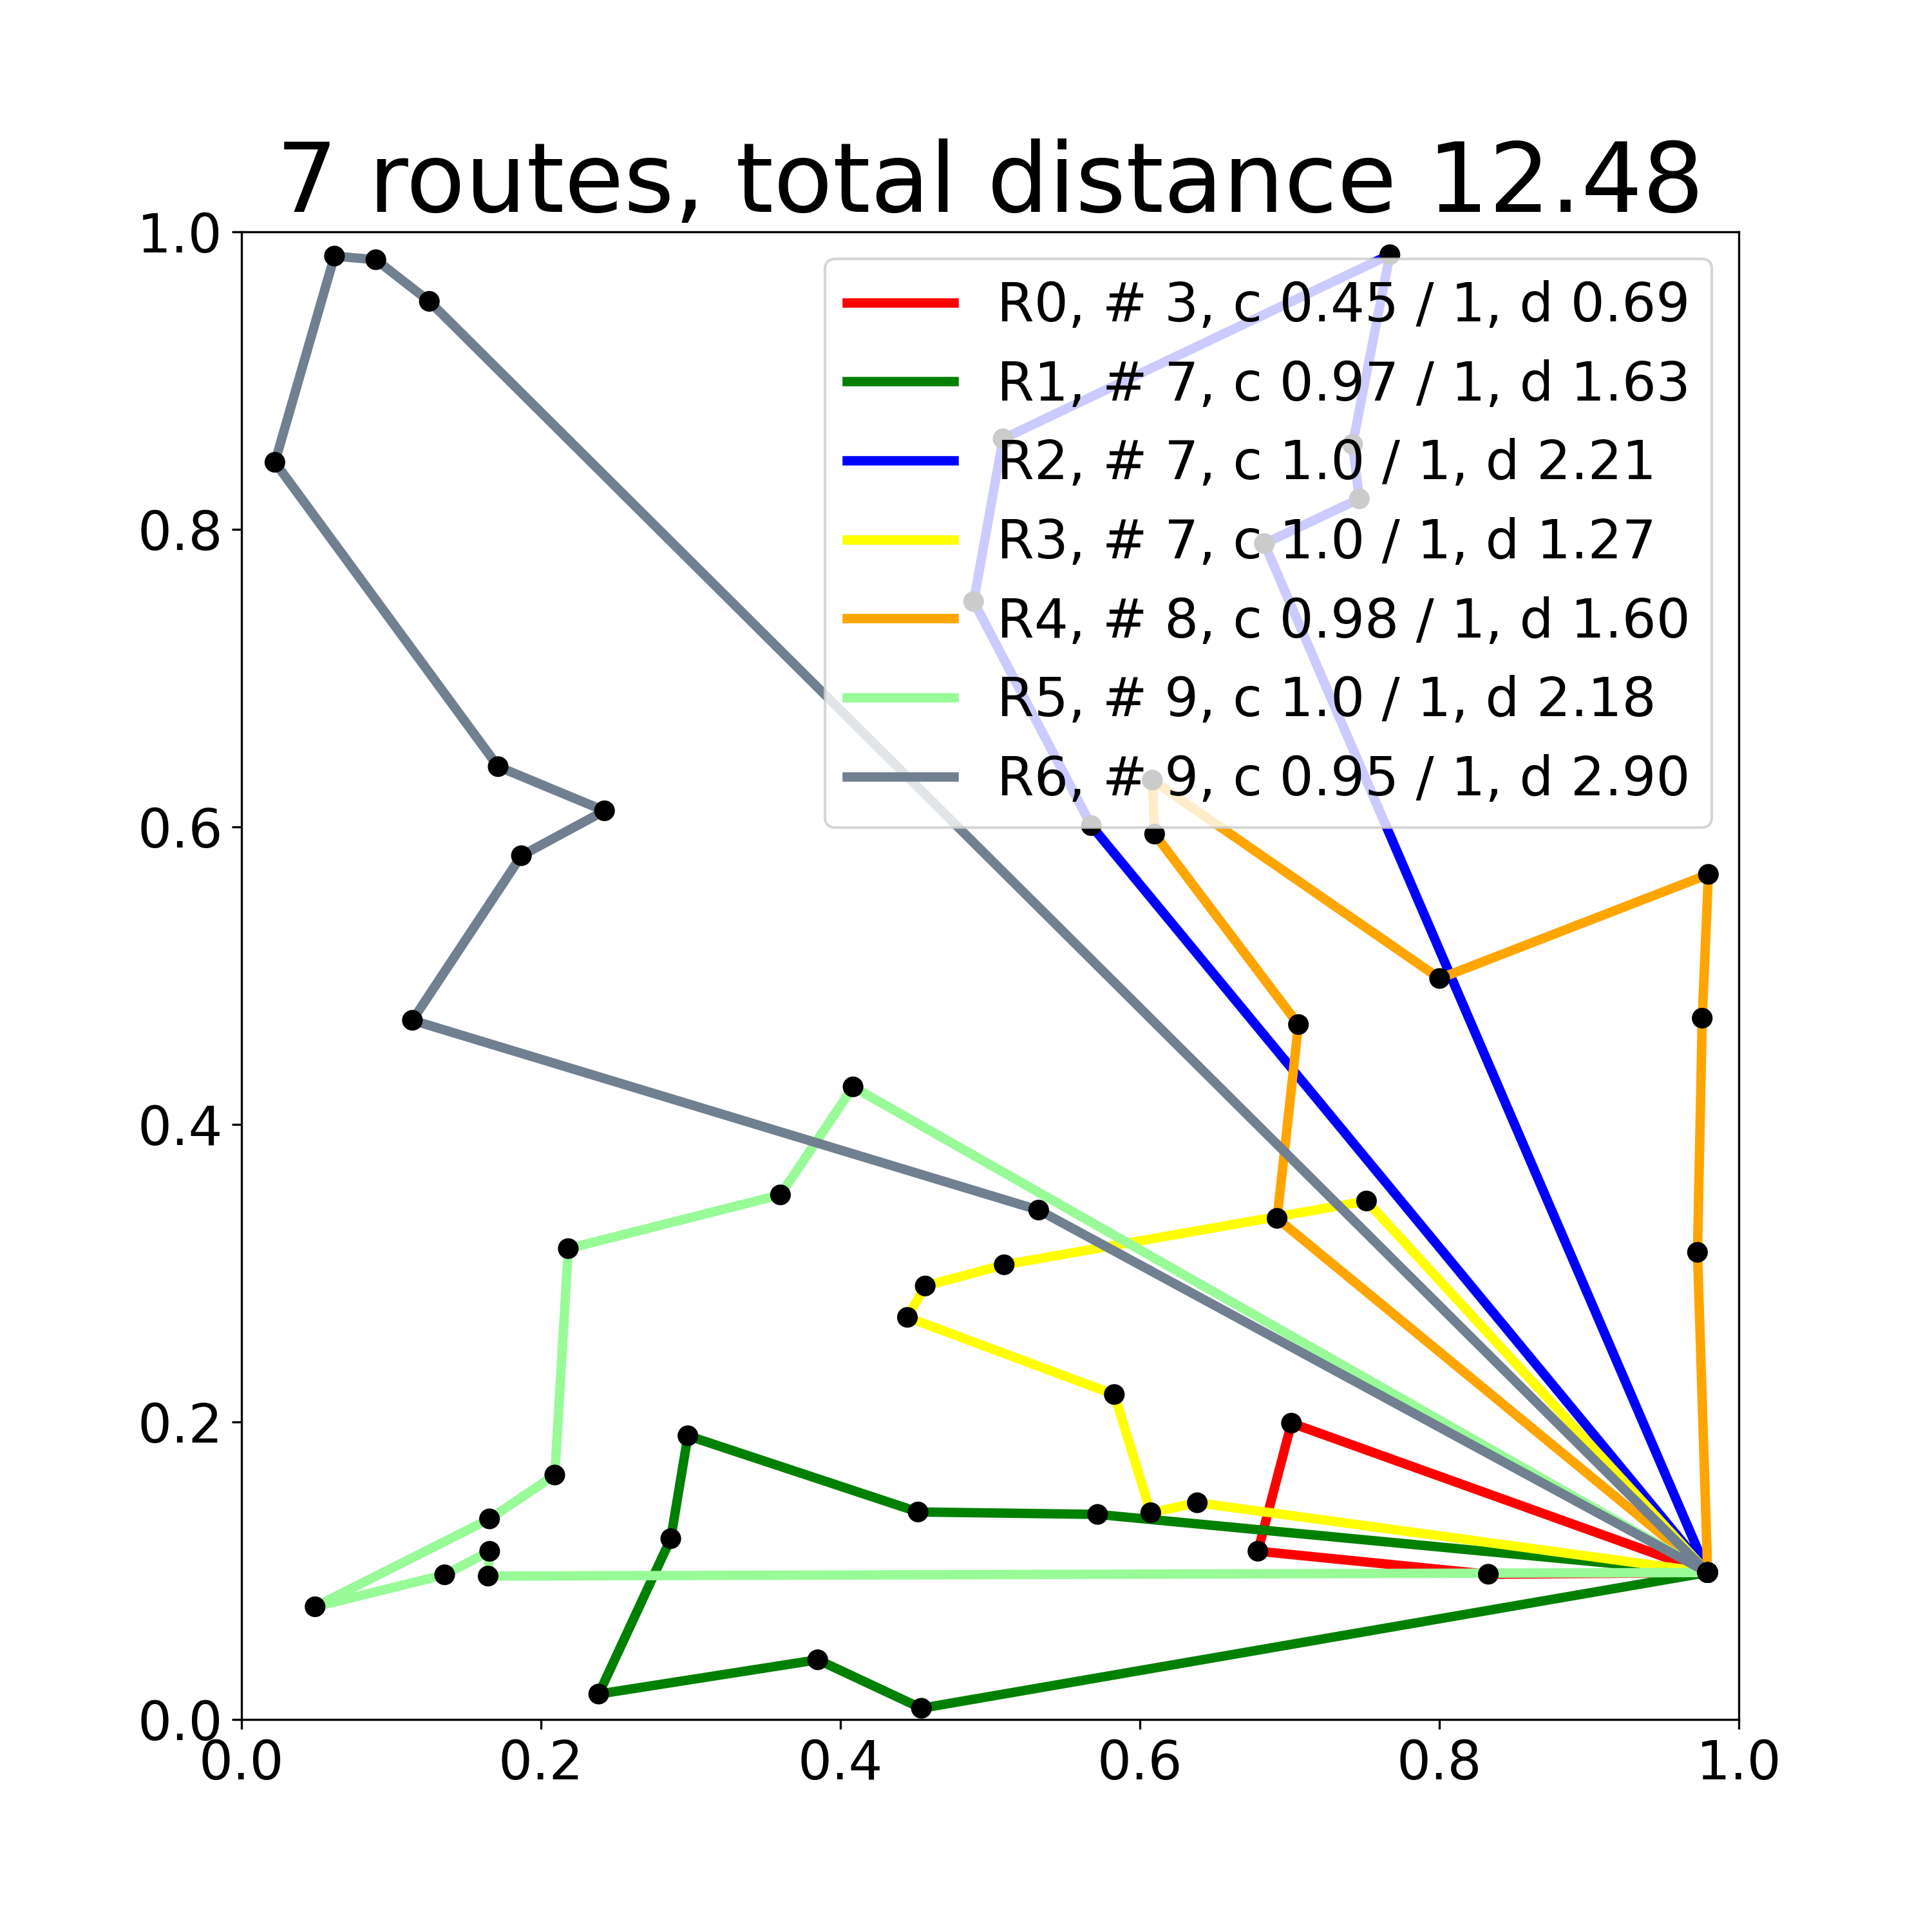 7 routes, total distance 12.48
1.0
0.8
0.6
0.4
0.2
0.0
R0, # 3, c 0.45 / 1, d 0.69
R1, # 7, c 0.97 / 1, d 1.63
R2, # 7, c 1.0 / 1, d 2.21
R3, # 7, c 1.0 / 1, d 1.27
R4, # 8, c 0.98 / 1, d 1.60
R5, # 9, c 1.0 / 1, d 2.18
R6, # 9, c 0.95 / 1, d 2.90
0.0 0.2 0.4 0.6 0.8 1.0